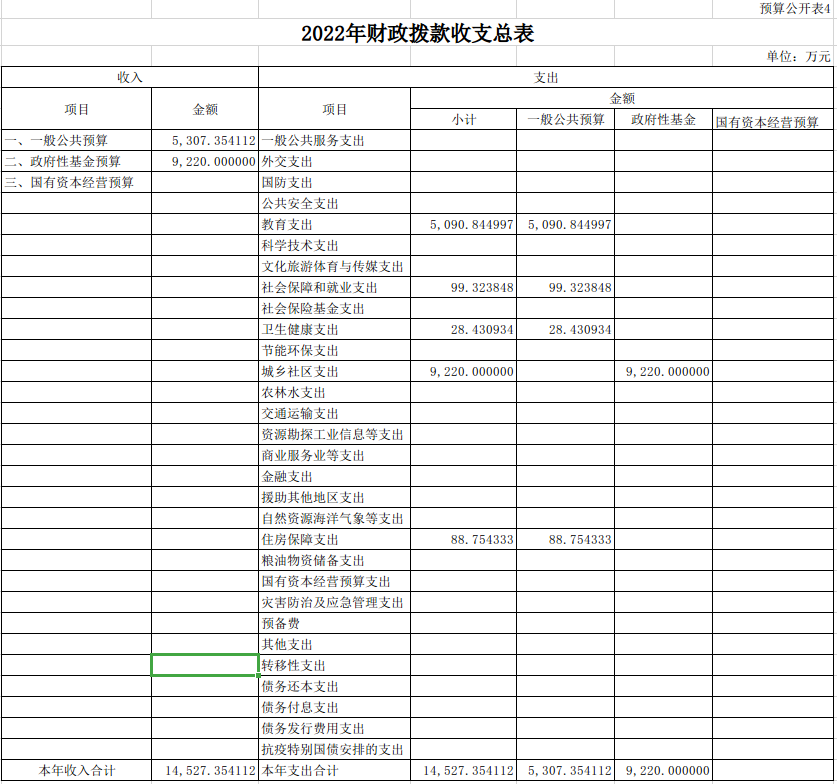 预算公开表4
2022年财政拨款收支总表
单位：万元
收入 支出
项目 金额 项目 金额
小计 一般公共预算 政府性基金 国有资本经营预算
一、一般公共预算 5,307.354112 一般公共服务支出
二、政府性基金预算 9,220.000000 外交支出
三、国有资本经营预算 国防支出
公共安全支出
教育支出 5,090.844997 5,090.844997
科学技术支出
文化旅游体育与传媒支出
社会保障和就业支出 99.323848 99.323848
社会保险基金支出
卫生健康支出 28.430934 28.430934
节能环保支出
城乡社区支出 9,220.000000 9,220.000000
农林水支出
交通运输支出
资源勘探工业信息等支出
商业服务业等支出
金融支出
援助其他地区支出
自然资源海洋气象等支出
住房保障支出 88.754333 88.754333
粮油物资储备支出
国有资本经营预算支出
灾害防治及应急管理支出
预备费
其他支出
转移性支出
债务还本支出
债务付息支出
债务发行费用支出
抗疫特别国债安排的支出
本年收入合计 14,527.354112 本年支出合计 14,527.354112 5,307.354112 9,220.000000